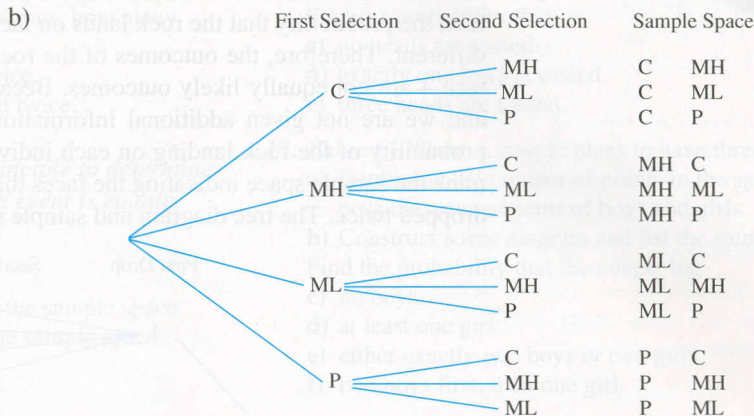 b)
First Selection Second Selection Sample Space
MH C MH
C ML C ML
P C P
C MH C
MH ML MH ML
P MH P
C ML C
ML MH ML MH
P ML P
C P C
P MH P MH
ML P ML